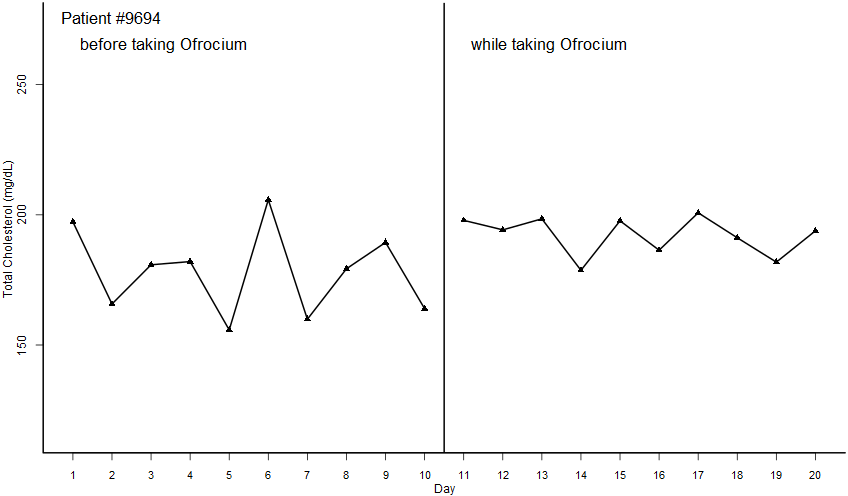 Patient #9694
before taking Ofrocium
while taking Ofrocium
Total Cholesterol (mg/dL)
250
200
150
1 2 3 4 5 6 7 8 9 10 11 12 13 14 15 16 17 18 19 20
Day